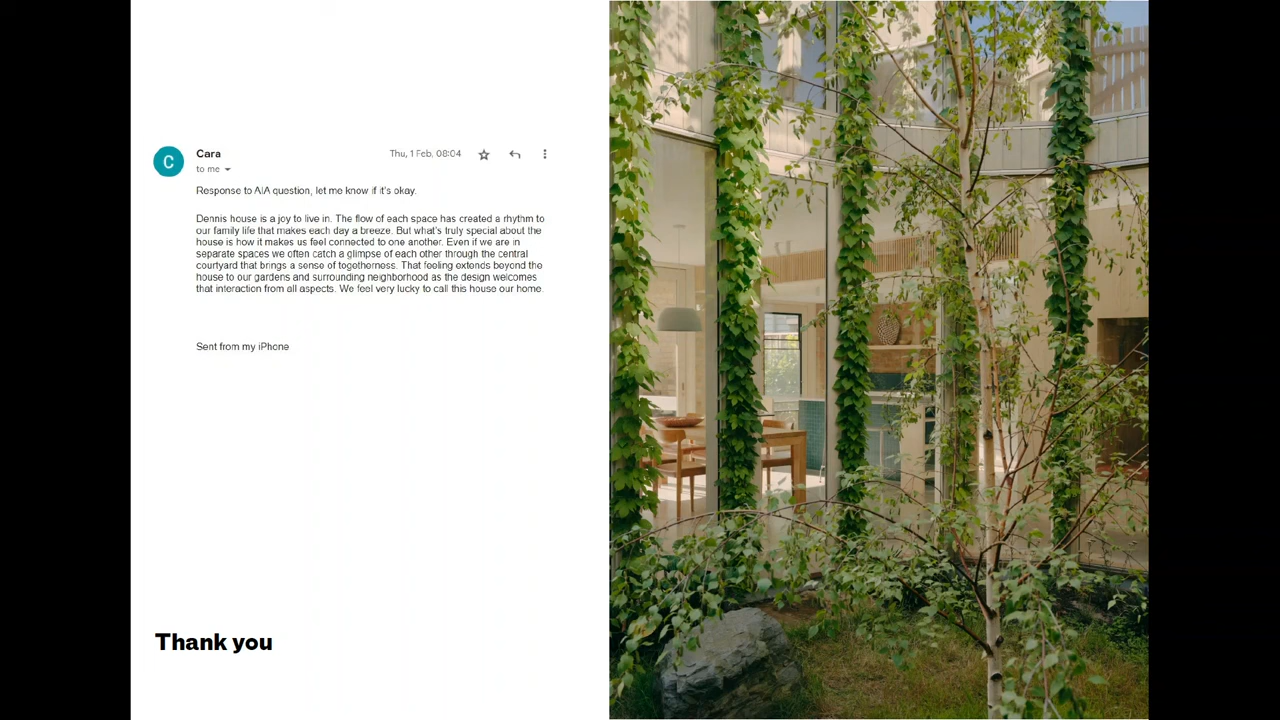 Cara
Thu, 1 Feb, 08:04
to me
Response to AIA question, let me know if it's okay.
Dennis house is a joy to live in. The flow of each space has created a rhythm to
our family life that makes each day a breeze. But what's truly special about the
house is how it makes us feel connected to one another. Even if we are in
separate spaces we often catch a glimpse of each other through the central
courtyard that brings a sense of togetherness. That feeling extends beyond the
house to our gardens and surrounding neighborhood as the design welcomes
that interaction from all aspects. We feel very lucky to call this house our home.
Sent from my iPhone
Thank you
C